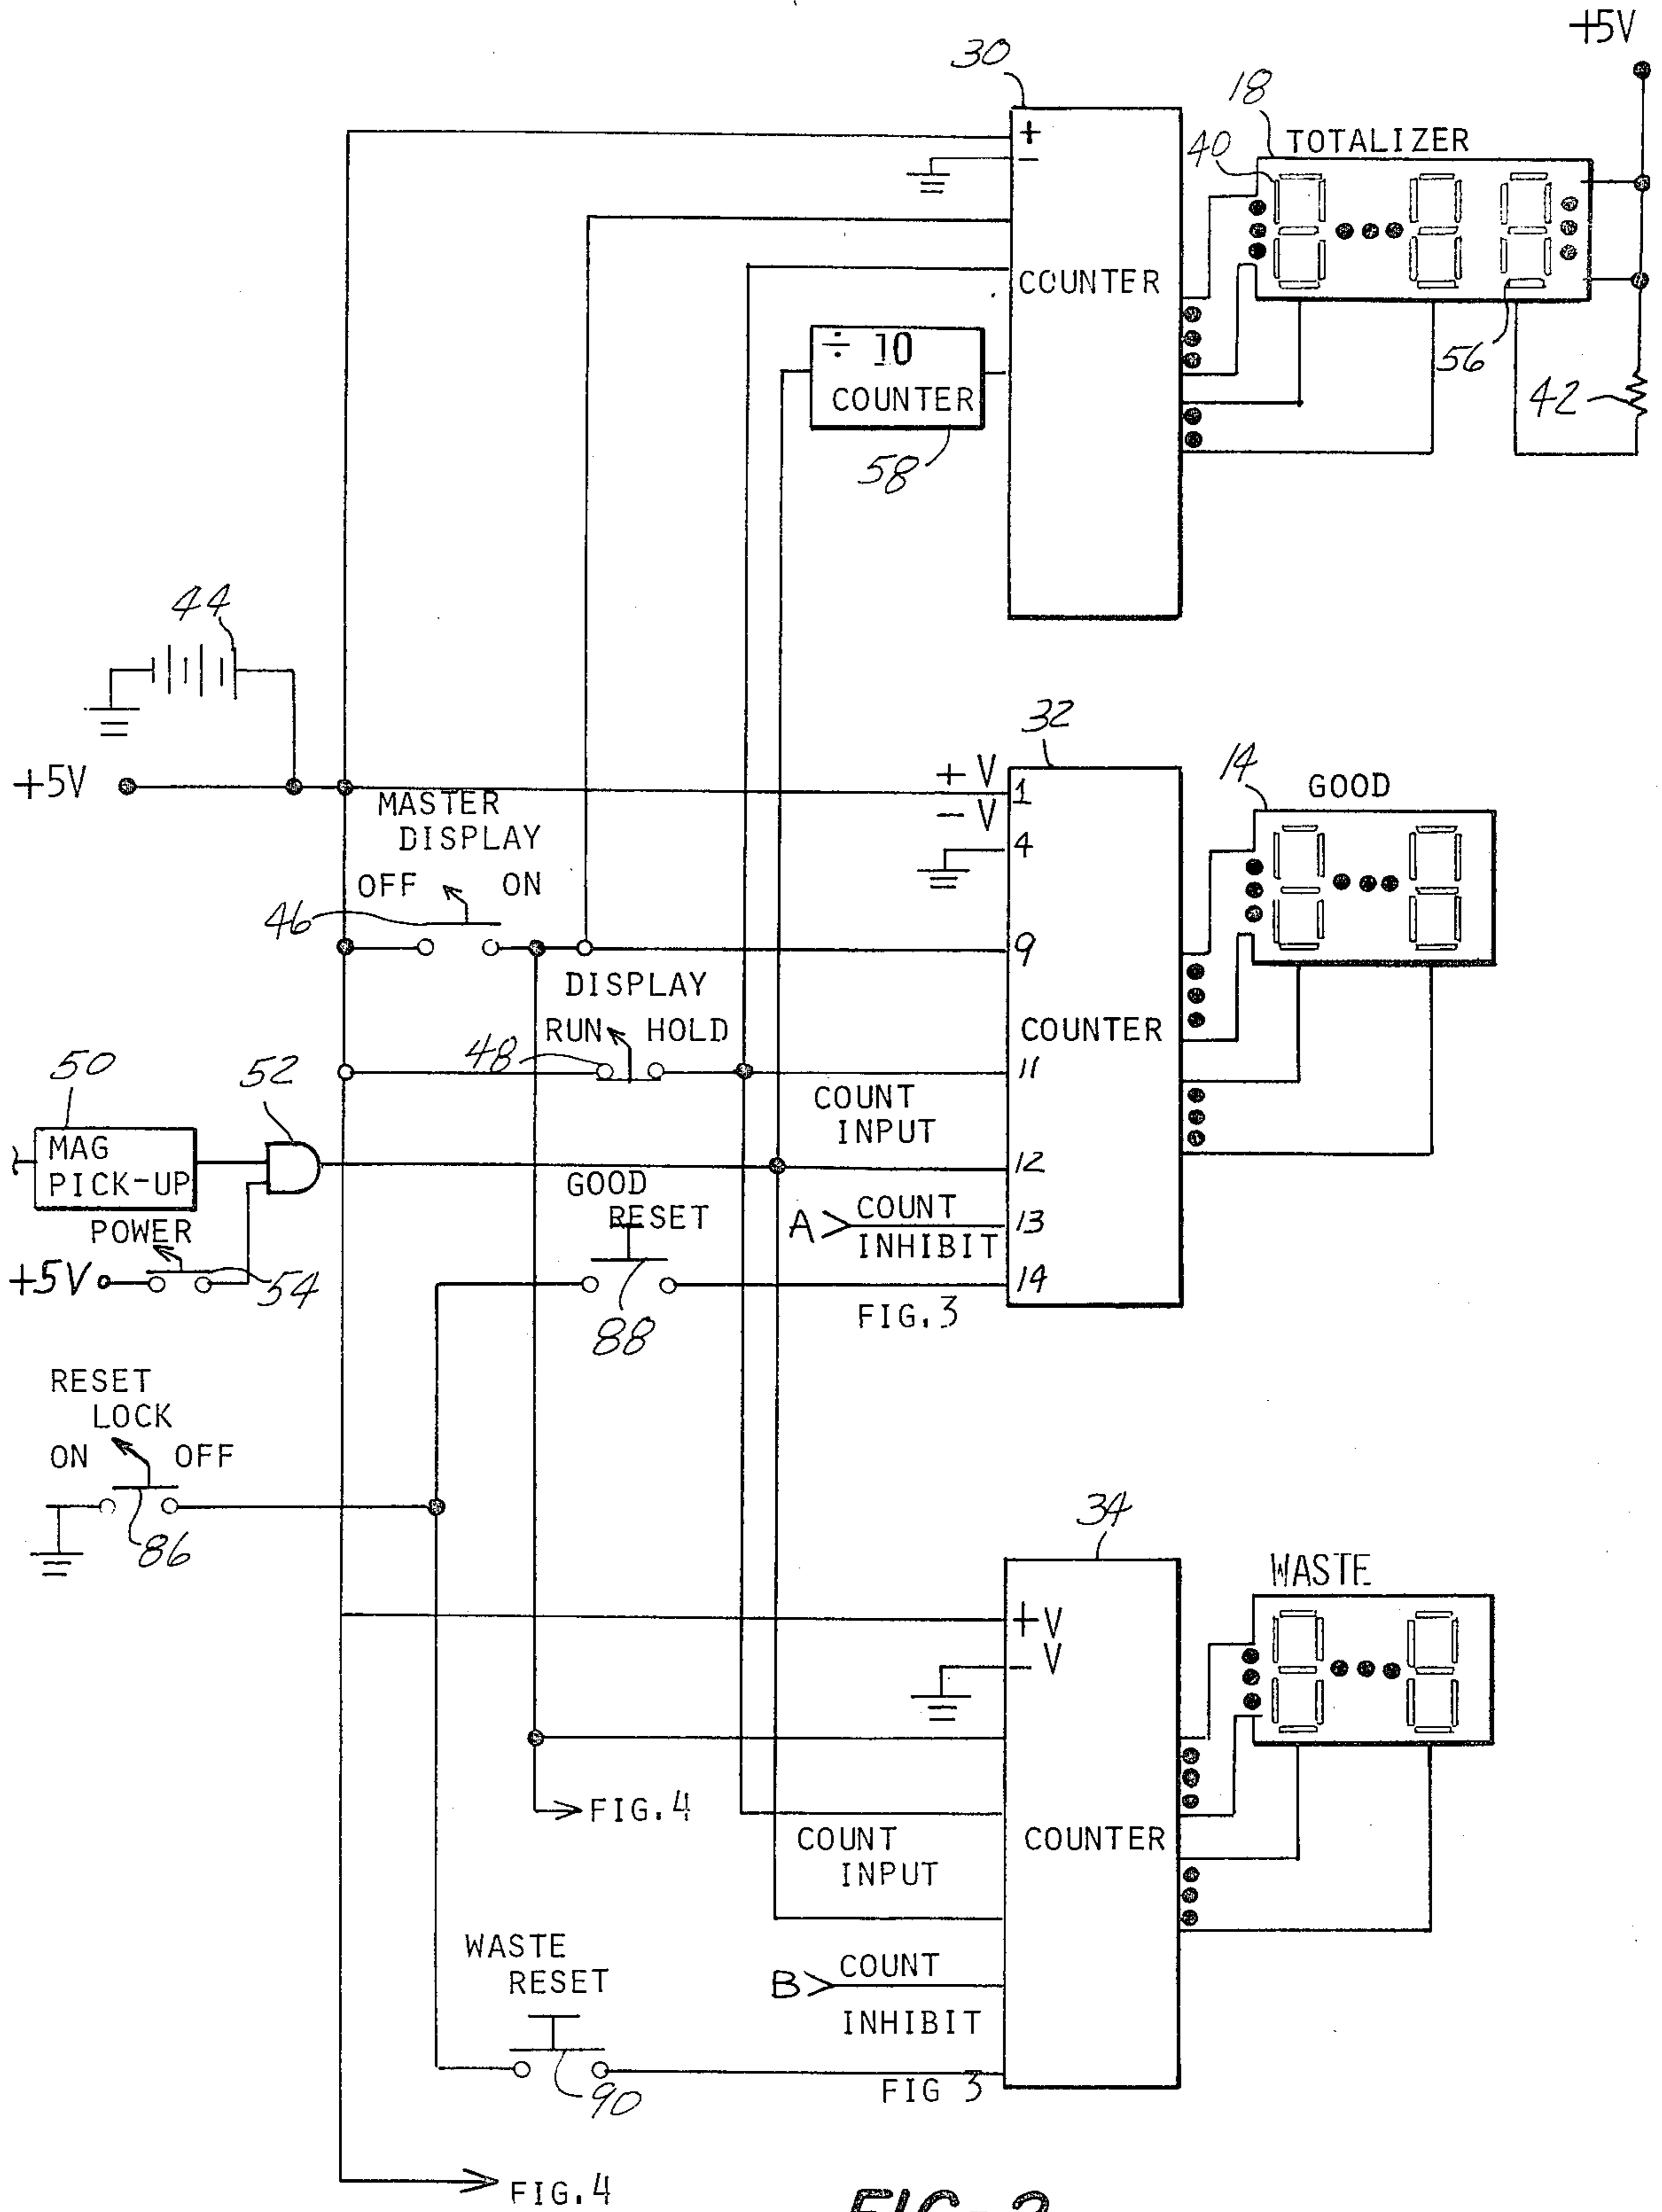 +5V
30
18
TOTALIZER
40
+
-
COUNTER
÷ 10
COUNTER
58
56
42
44
32
+5V
+ V
- V
1
4
14
GOOD
MASTER
DISPLAY
OFF ON
46
9
DISPLAY
RUN HOLD
48
COUNTER
11
50
52
COUNT
INPUT
MAG
PICK-UP
12
GOOD
RESET
POWER
A COUNT
INHIBIT
13
+5V
54
14
88
FIG.3
RESET
LOCK
ON OFF
86
34
WASTE
+V
- V
FIG.4
COUNT
INPUT
COUNTER
WASTE
RESET
B COUNT
INHIBIT
90
FIG 3
FIG.4